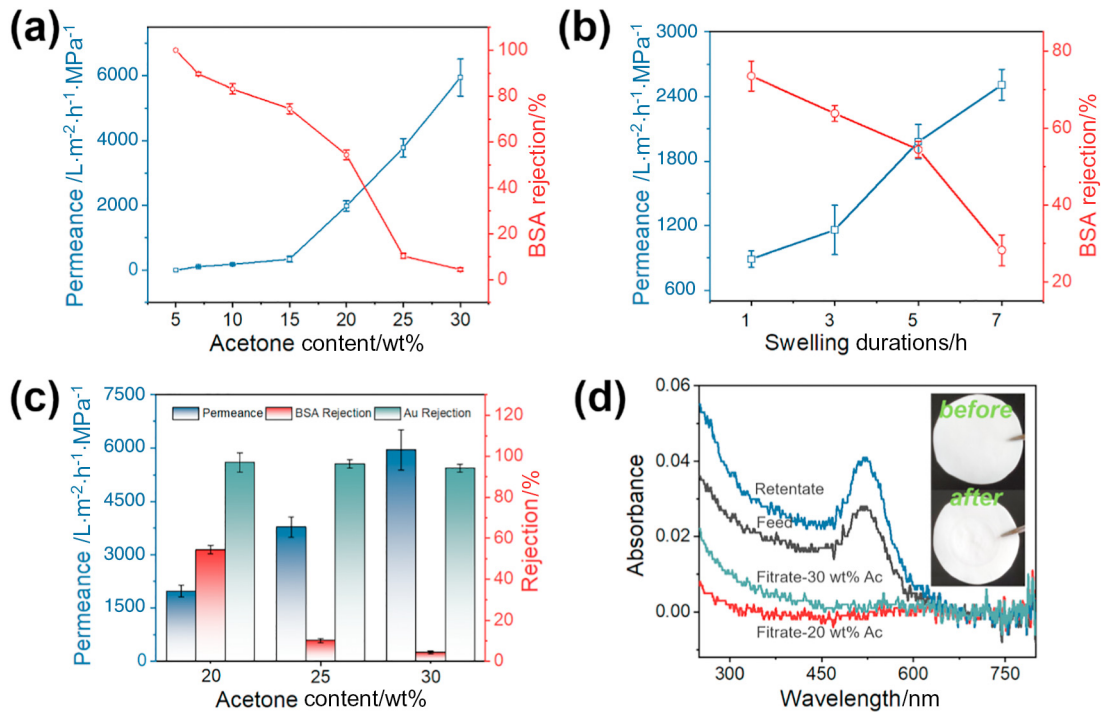 (a)
Permeance /L·m⁻²·h⁻¹·MPa⁻¹
6000
4000
2000
0
100
80
60
40
20
0
BSA rejection/%
5 10 15 20 25 30
Acetone content/wt%
(b)
Permeance /L·m⁻²·h⁻¹·MPa⁻¹
3000
2400
1800
1200
600
80
60
40
20
BSA rejection/%
1 3 5 7
Swelling durations/h
(c)
Permeance /L·m⁻²·h⁻¹·MPa⁻¹
7500
6000
4500
3000
1500
0
Permeance BSA Rejection Au Rejection
120
100
80
60
40
20
0
Rejection/%
20 25 30
Acetone content/wt%
(d)
Absorbance
0.06
0.04
0.02
0.00
before
after
Retentate
Feed
Fitrate-30 wt% Ac
Fitrate-20 wt% Ac
300 450 600 750
Wavelength/nm